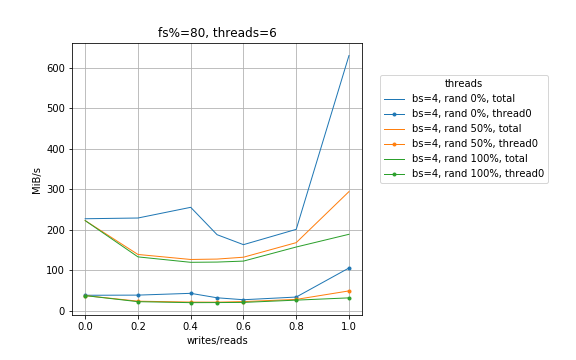 fs%=80, threads=6
MiB/s
600
500
400
300
200
100
0
0.0 0.2 0.4 0.6 0.8 1.0
writes/reads
threads
bs=4, rand 0%, total
bs=4, rand 0%, thread0
bs=4, rand 50%, total
bs=4, rand 50%, thread0
bs=4, rand 100%, total
bs=4, rand 100%, thread0